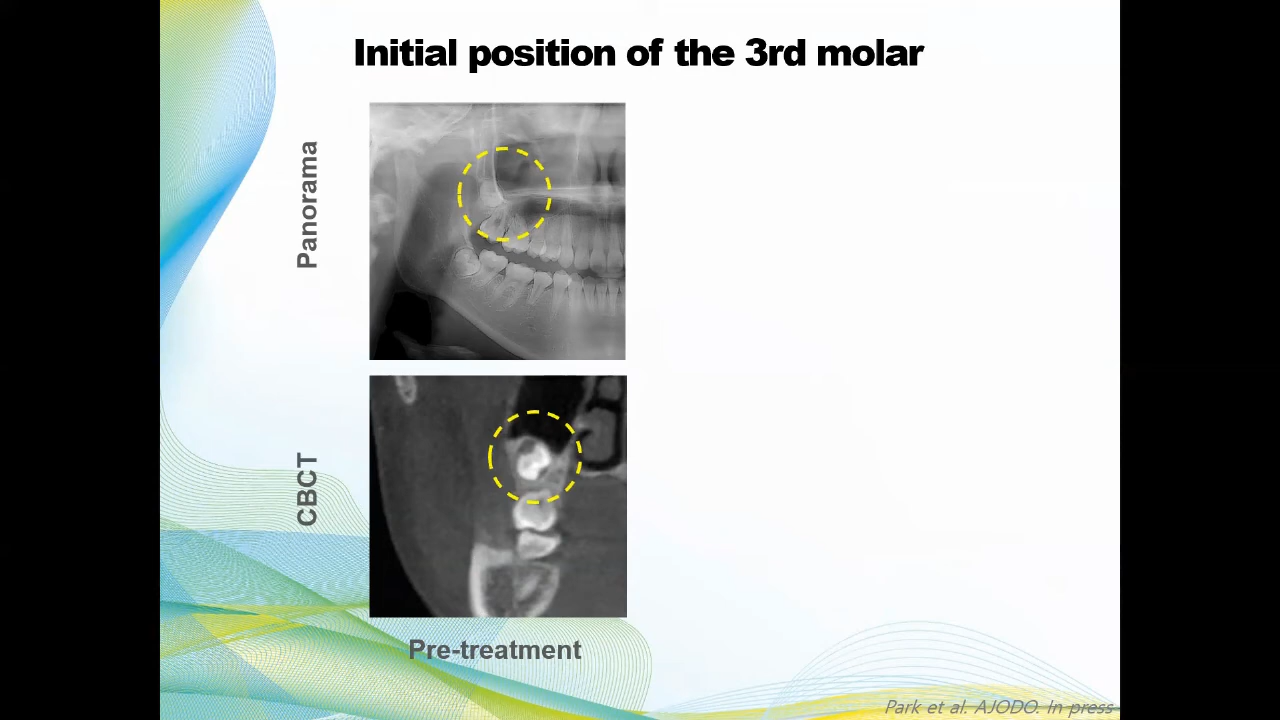 Initial position of the 3rd molar
Panorama
CBCT
Pre-treatment
Park et al. AJODO. In press